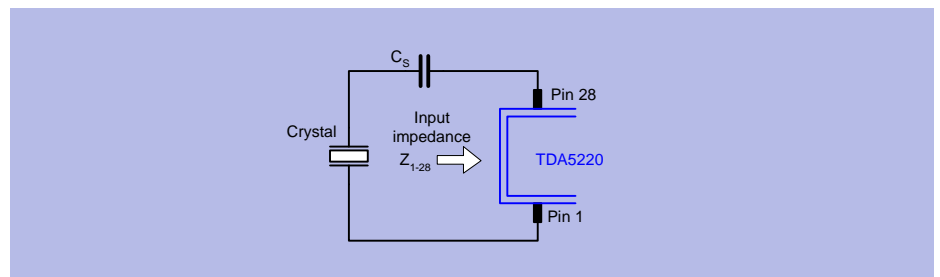 C_S
Pin 28
Input
impedance
Z_1-28
Crystal
TDA5220
Pin 1